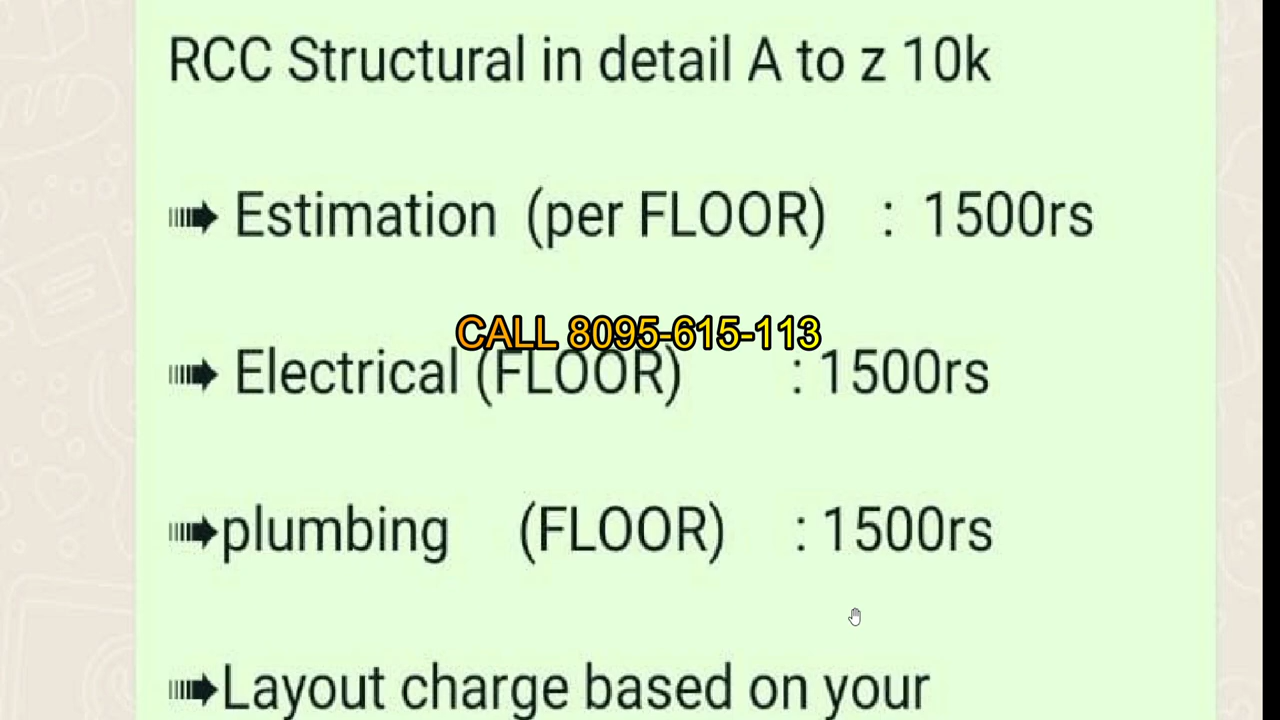 RCC Structural in detail A to z 10k
➠ Estimation (per FLOOR) : 1500rs
CALL 8095-615-113
➠ Electrical (FLOOR) : 1500rs
➠plumbing (FLOOR) : 1500rs
➠Layout charge based on your